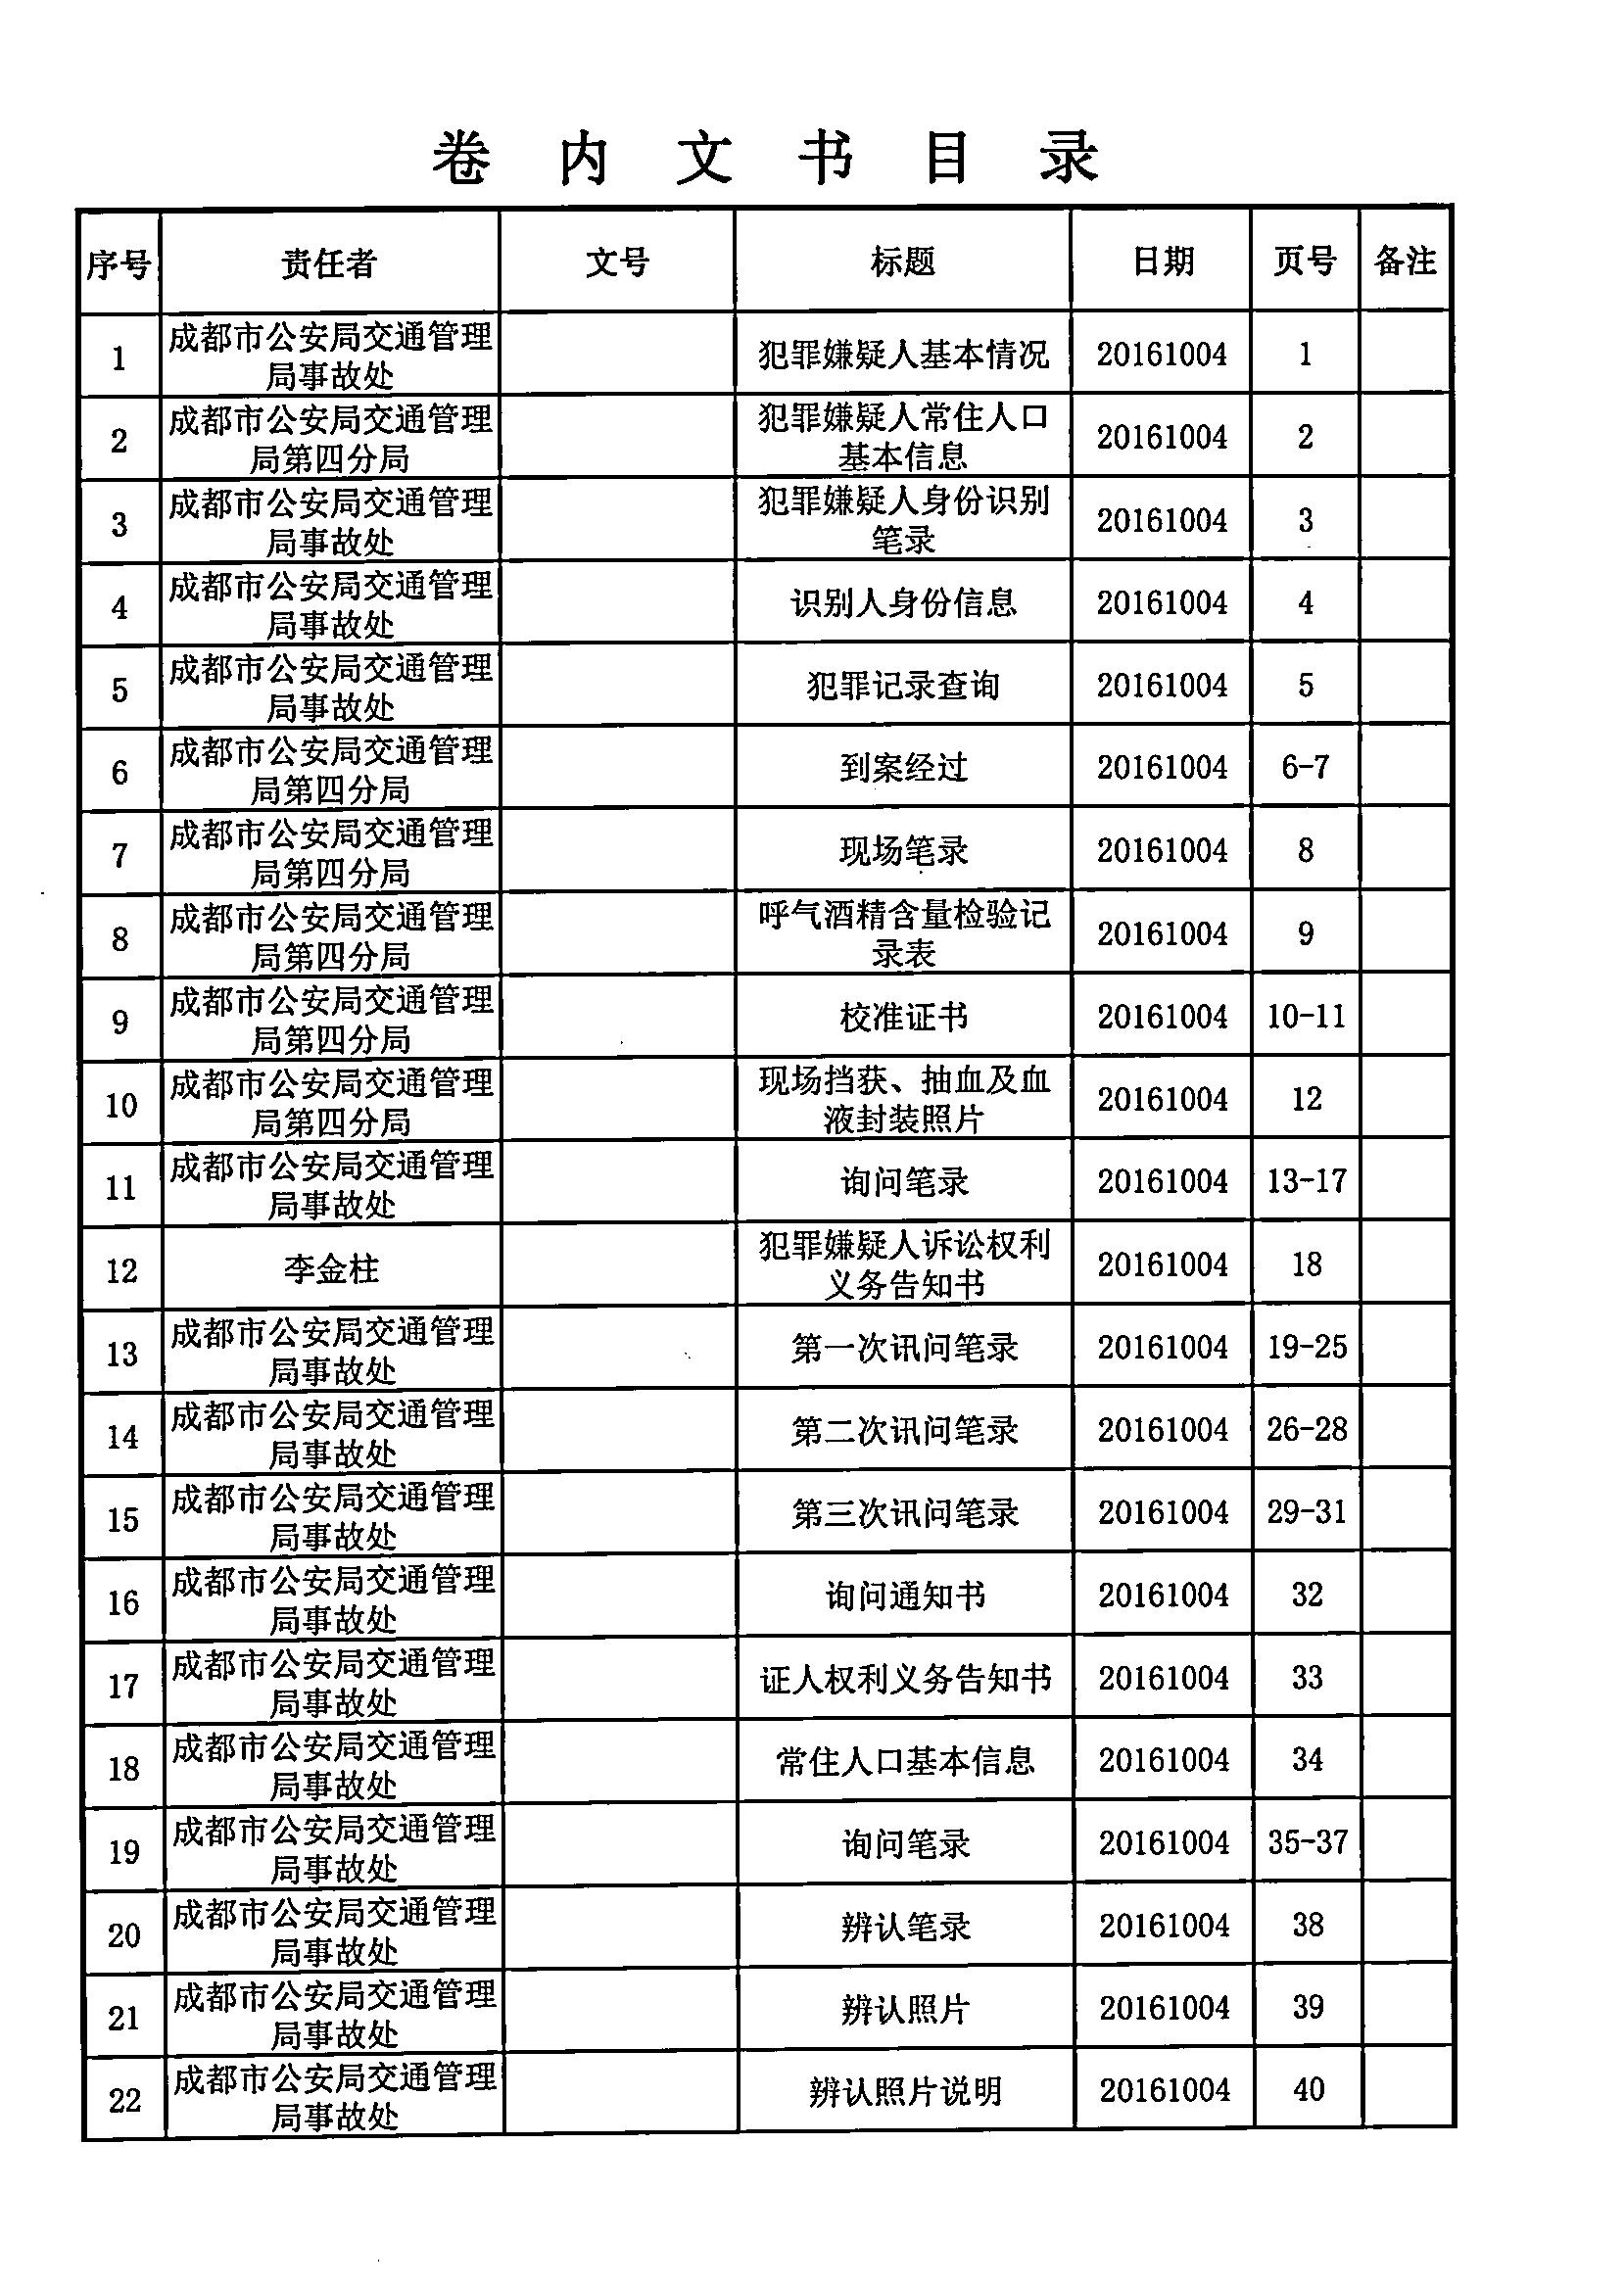 卷内文书目录
序号 责任者 文号 标题 日期 页号 备注
1 成都市公安局交通管理局事故处 犯罪嫌疑人基本情况 20161004 1
2 成都市公安局交通管理局第四分局 犯罪嫌疑人常住人口基本信息 20161004 2
3 成都市公安局交通管理局事故处 犯罪嫌疑人身份识别笔录 20161004 3
4 成都市公安局交通管理局事故处 识别人身份信息 20161004 4
5 成都市公安局交通管理局事故处 犯罪记录查询 20161004 5
6 成都市公安局交通管理局第四分局 到案经过 20161004 6-7
7 成都市公安局交通管理局第四分局 现场笔录 20161004 8
8 成都市公安局交通管理局第四分局 呼气酒精含量检验记录表 20161004 9
9 成都市公安局交通管理局第四分局 校准证书 20161004 10-11
10 成都市公安局交通管理局第四分局 现场挡获、抽血及血液封装照片 20161004 12
11 成都市公安局交通管理局事故处 询问笔录 20161004 13-17
12 李金柱 犯罪嫌疑人诉讼权利义务告知书 20161004 18
13 成都市公安局交通管理局事故处 第一次讯问笔录 20161004 19-25
14 成都市公安局交通管理局事故处 第二次讯问笔录 20161004 26-28
15 成都市公安局交通管理局事故处 第三次讯问笔录 20161004 29-31
16 成都市公安局交通管理局事故处 询问通知书 20161004 32
17 成都市公安局交通管理局事故处 证人权利义务告知书 20161004 33
18 成都市公安局交通管理局事故处 常住人口基本信息 20161004 34
19 成都市公安局交通管理局事故处 询问笔录 20161004 35-37
20 成都市公安局交通管理局事故处 辨认笔录 20161004 38
21 成都市公安局交通管理局事故处 辨认照片 20161004 39
22 成都市公安局交通管理局事故处 辨认照片说明 20161004 40